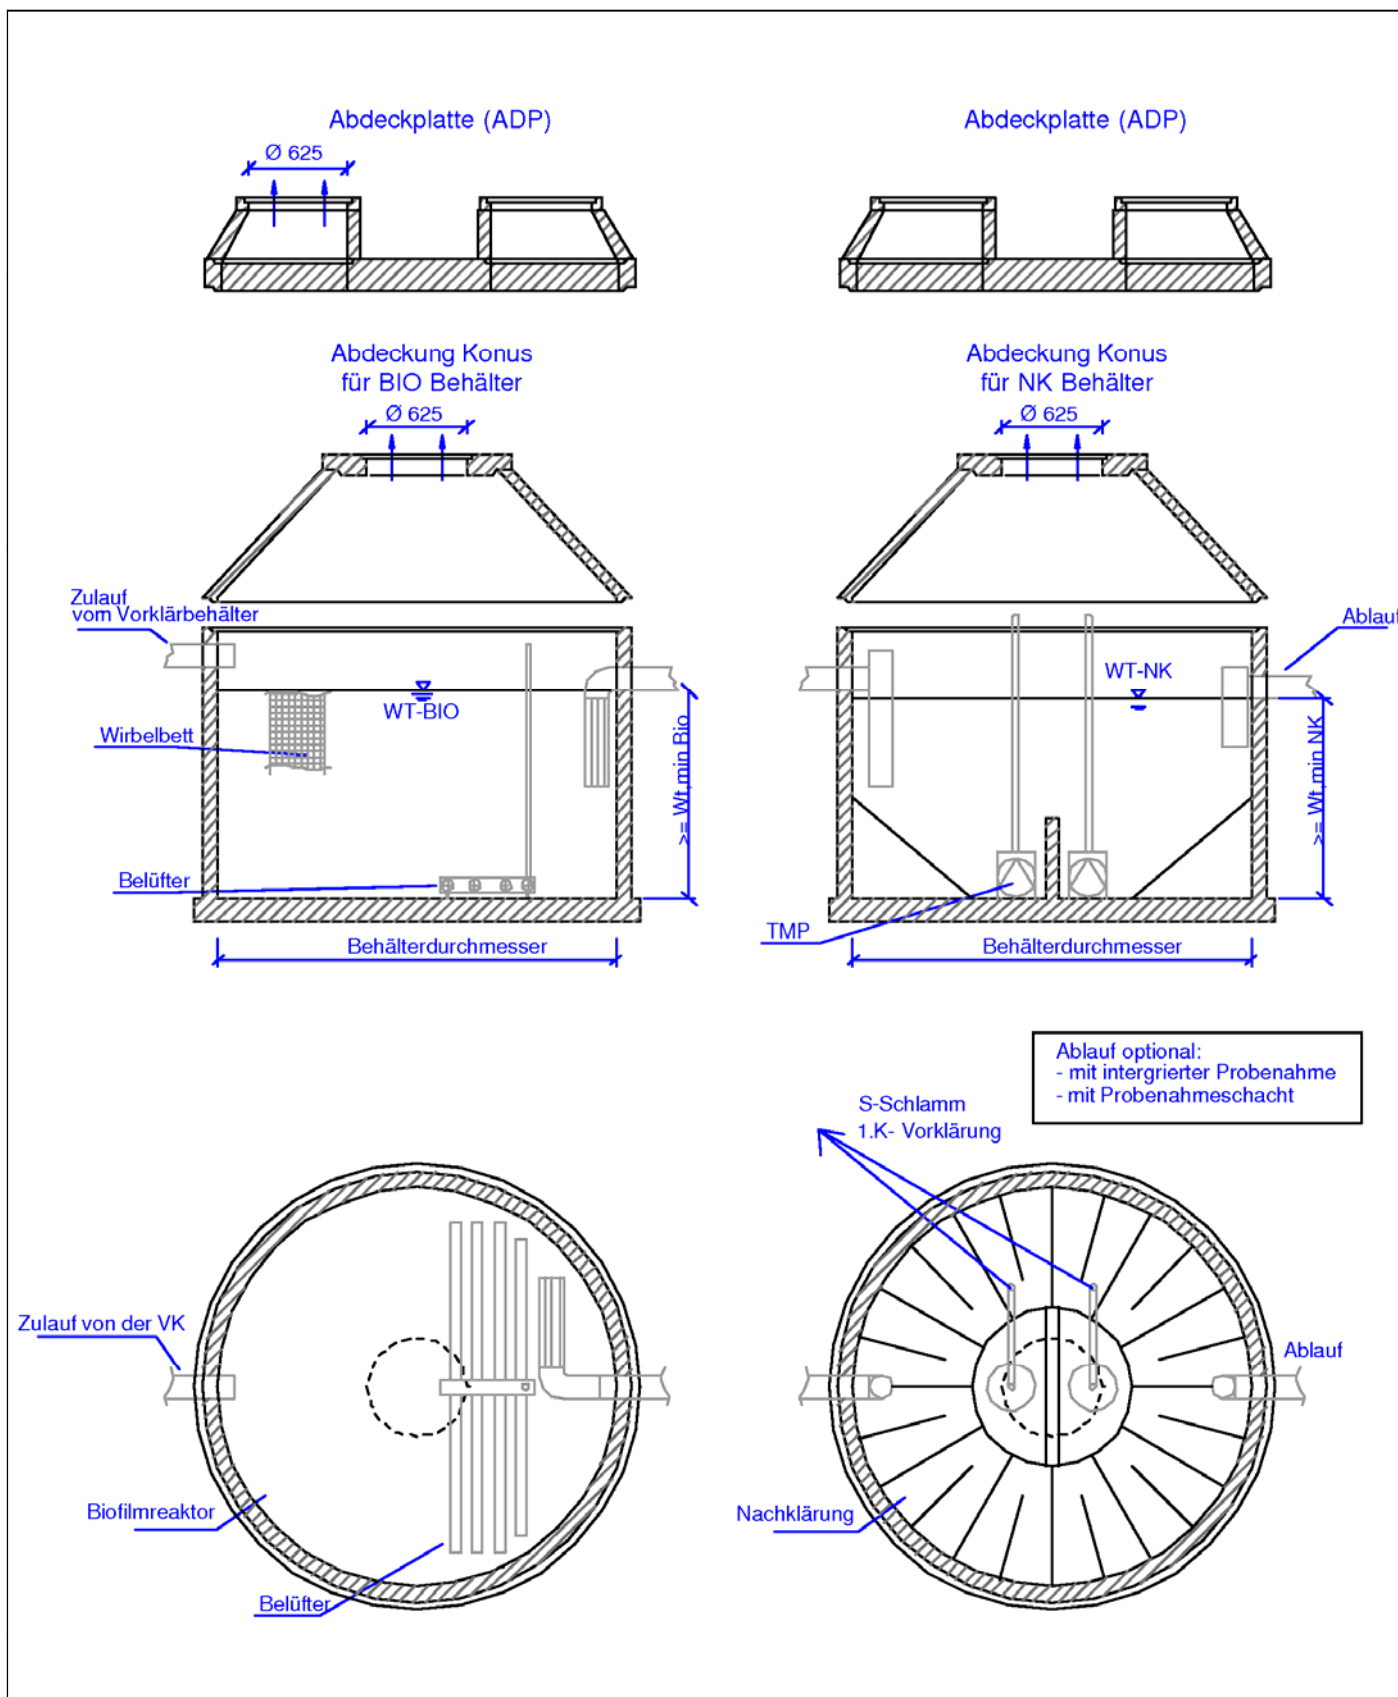 Abdeckplatte (ADP)
Abdeckplatte (ADP)
Ø 625
Abdeckung Konus
für BIO Behälter
Ø 625
Abdeckung Konus
für NK Behälter
Ø 625
Zulauf
vom Vorklärbehälter
WT-BIO
Wirbelbett
>= Wt,min Bio
Belüfter
Behälterdurchmesser
Ablauf
WT-NK
>= Wt,min NK
TMP
Behälterdurchmesser
Ablauf optional:
- mit intergrierter Probenahme
- mit Probenahmeschacht
S-Schlamm
1.K- Vorklärung
Zulauf von der VK
Biofilmreaktor
Belüfter
Ablauf
Nachklärung